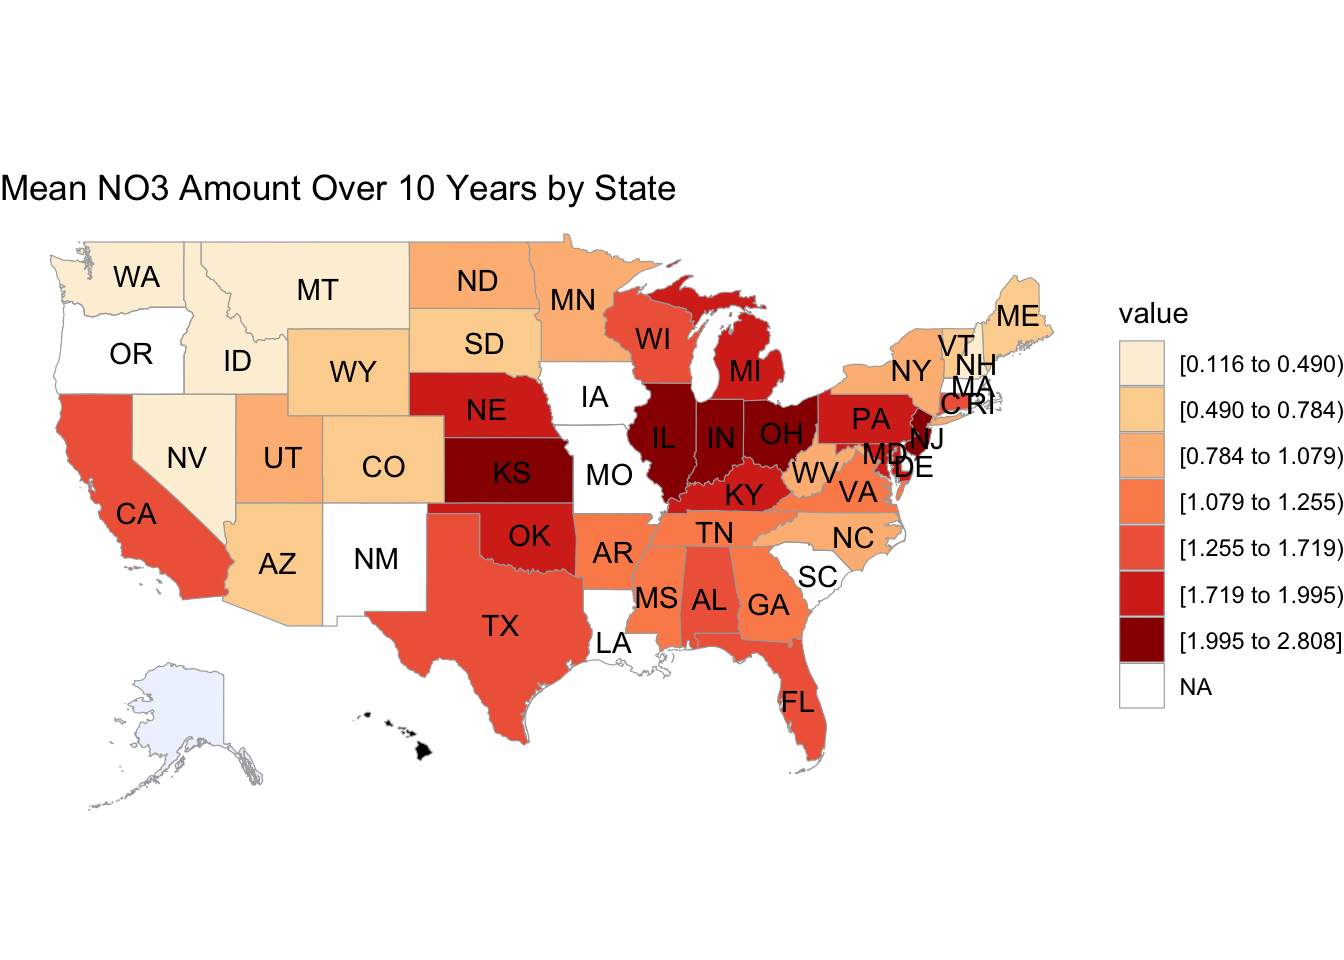 Mean NO3 Amount Over 10 Years by State
WA
MT
ND
MN
ME
OR
ID
WY
SD
WI
MI
NY
VT
NH
MA
CT
RI
NE
IA
PA
NJ
NV
UT
CO
KS
MO
IL
IN
OH
MD
DE
WV
VA
KY
CA
AZ
NM
OK
AR
TN
NC
SC
TX
LA
MS
AL
GA
FL
value
[0.116 to 0.490)
[0.490 to 0.784)
[0.784 to 1.079)
[1.079 to 1.255)
[1.255 to 1.719)
[1.719 to 1.995)
[1.995 to 2.808]
NA